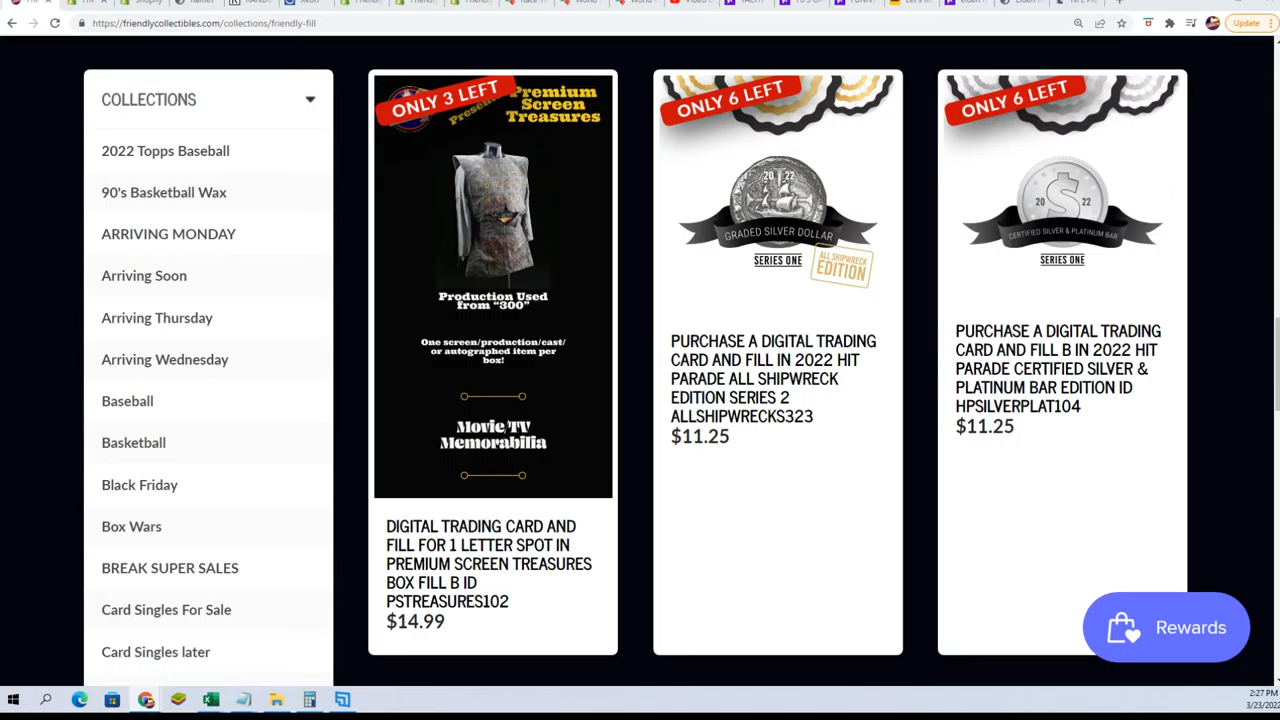 https://friendlycollectibles.com/collections/friendly-fill
Update
COLLECTIONS
2022 Topps Baseball
90's Basketball Wax
ARRIVING MONDAY
Arriving Soon
Arriving Thursday
Arriving Wednesday
Baseball
Basketball
Black Friday
Box Wars
BREAK SUPER SALES
Card Singles For Sale
Card Singles later
ONLY 3 LEFT
Premium
Screen
Treasures
Production Used
from "300"
One screen/production/cast/
or autographed item per
box!
Movie/TV
Memorabilia
DIGITAL TRADING CARD AND
FILL FOR 1 LETTER SPOT IN
PREMIUM SCREEN TREASURES
BOX FILL B ID
PSTREASURES102
$14.99
ONLY 6 LEFT
20 22
GRADED SILVER DOLLAR
SERIES ONE
ALL SHIPWRECK
EDITION
PURCHASE A DIGITAL TRADING
CARD AND FILL IN 2022 HIT
PARADE ALL SHIPWRECK
EDITION SERIES 2
ALLSHIPWRECKS323
$11.25
ONLY 6 LEFT
20 22
CERTIFIED SILVER & PLATINUM BAR
SERIES ONE
PURCHASE A DIGITAL TRADING
CARD AND FILL B IN 2022 HIT
PARADE CERTIFIED SILVER &
PLATINUM BAR EDITION ID
HPSILVERPLAT104
$11.25
Rewards
2:27 PM